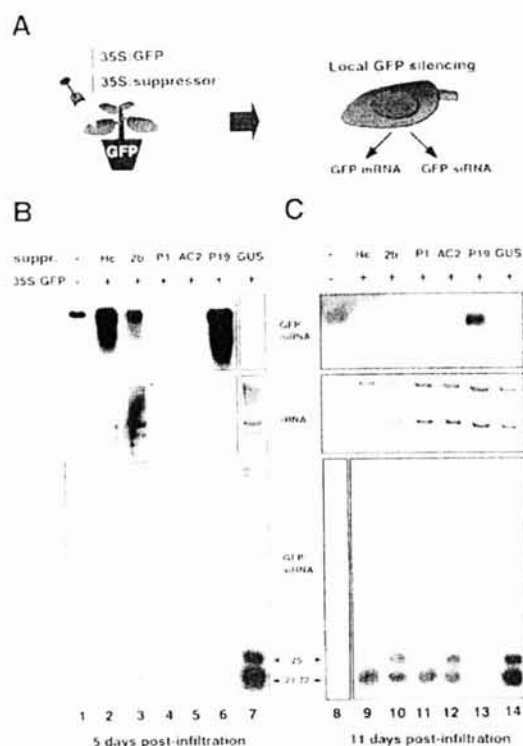 A
35S:GFP
35S:suppressor
GFP
Local GFP silencing
GFP mRNA GFP siRNA
B
C
suppr. - Hc 2b P1 AC2 P19 GUS
- Hc 2b P1 AC2 P19 GUS
35S GFP - + + + + + +
- + + + + + +
GFP mRNA
rRNA
GFP siRNA
25
21-22
1 2 3 4 5 6 7
8 9 10 11 12 13 14
5 days post-infiltration
11 days post-infiltration